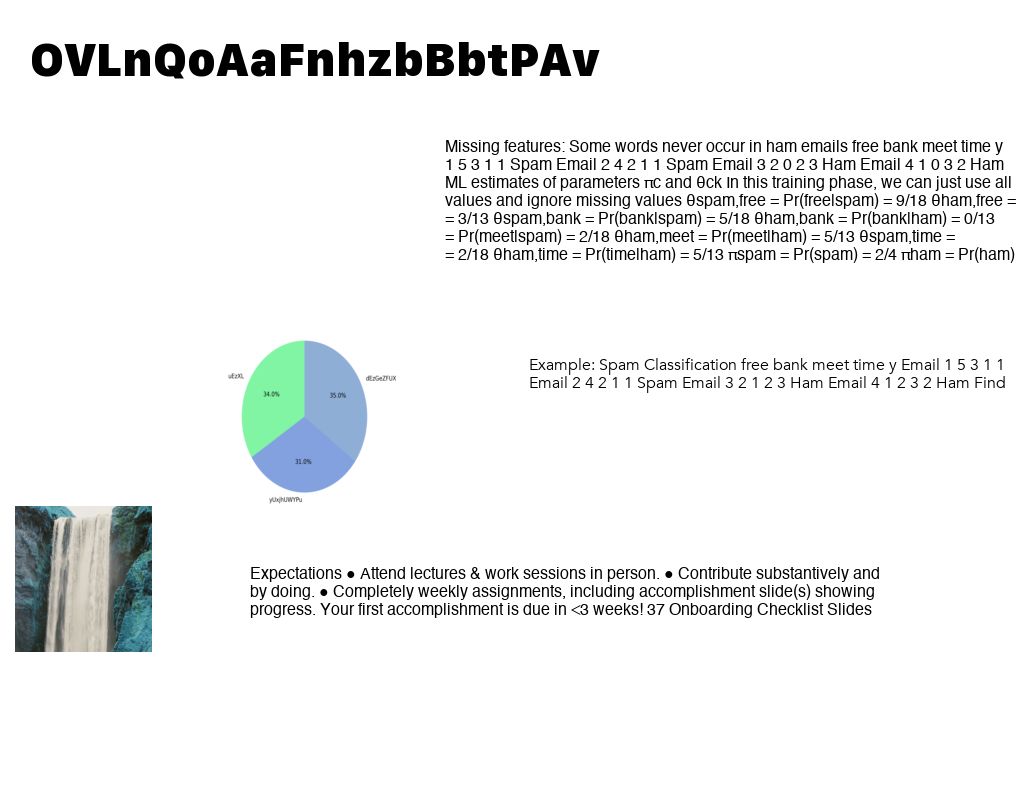 OVLnQoAaFnhzbBbtPAv
Missing features: Some words never occur in ham emails free bank meet time y
1 5 3 1 1 Spam Email 2 4 2 1 1 Spam Email 3 2 0 2 3 Ham Email 4 1 0 3 2 Ham
ML estimates of parameters πc and θck In this training phase, we can just use all
values and ignore missing values θspam,free = Pr(free|spam) = 9/18 θham,free =
= 3/13 θspam,bank = Pr(bank|spam) = 5/18 θham,bank = Pr(bank|ham) = 0/13
= Pr(meet|spam) = 2/18 θham,meet = Pr(meet|ham) = 5/13 θspam,time =
= 2/18 θham,time = Pr(time|ham) = 5/13 πspam = Pr(spam) = 2/4 πham = Pr(ham)
Example: Spam Classification free bank meet time y Email 1 5 3 1 1
Email 2 4 2 1 1 Spam Email 3 2 1 2 3 Ham Email 4 1 2 3 2 Ham Find
uEzXL
dEzGeZFUX
34.0%
35.0%
31.0%
yUxjhUWYPu
Expectations ● Attend lectures & work sessions in person. ● Contribute substantively and
by doing. ● Completely weekly assignments, including accomplishment slide(s) showing
progress. Your first accomplishment is due in <3 weeks! 37 Onboarding Checklist Slides